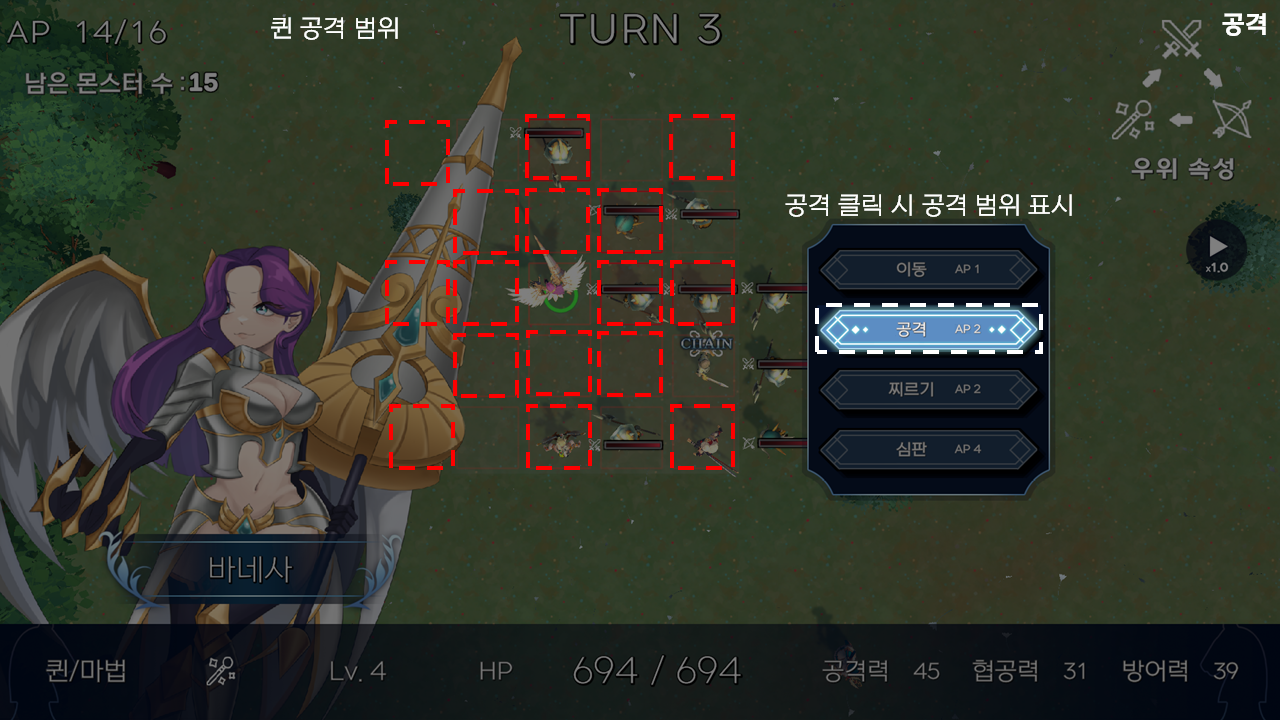 AP 14/16
퀸 공격 범위
TURN 3
공격
남은 몬스터 수 : 15
우위 속성
공격 클릭 시 공격 범위 표시
x1.0
이동 AP 1
공격 AP 2
CHAIN
찌르기 AP 2
심판 AP 4
바네사
퀸/마법 Lv. 4 HP 694 / 694 공격력 45 협공력 31 방어력 39